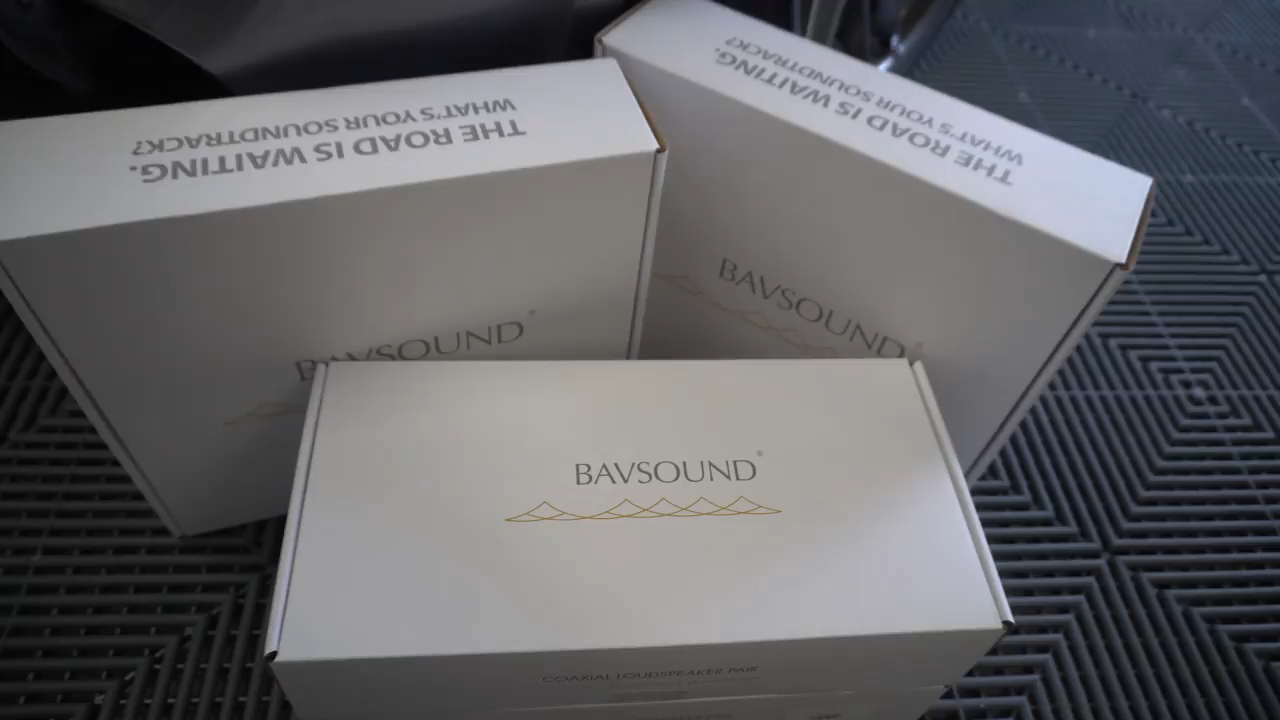 THE ROAD IS WAITING.
WHAT'S YOUR SOUNDTRACK?
THE ROAD IS WAITING.
WHAT'S YOUR SOUNDTRACK?
BAVSOUND®
BAVSOUND
BAVSOUND®
COAXIAL LOUDSPEAKER PAIR